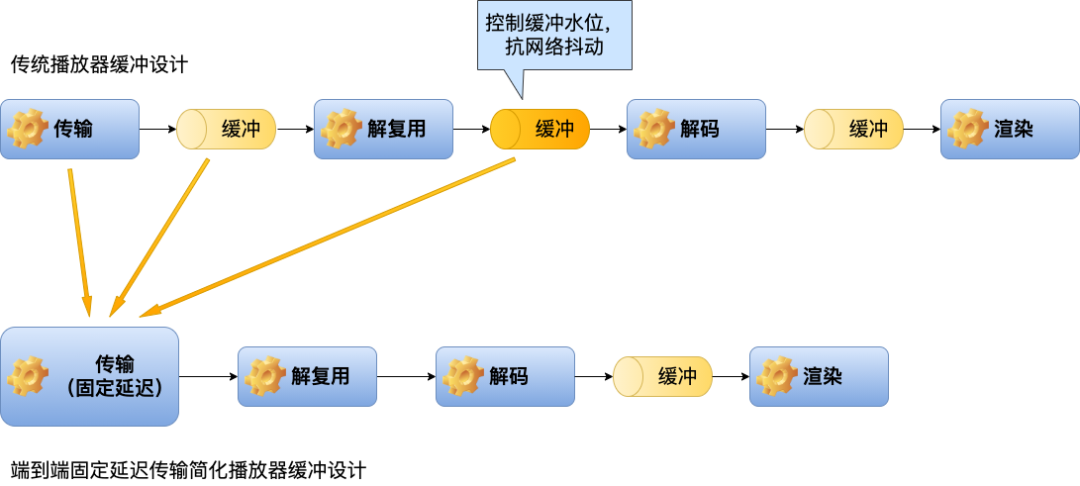 控制缓冲水位，
抗网络抖动
传统播放器缓冲设计
传输
缓冲
解复用
缓冲
解码
缓冲
渲染
传输
（固定延迟）
解复用
解码
缓冲
渲染
端到端固定延迟传输简化播放器缓冲设计